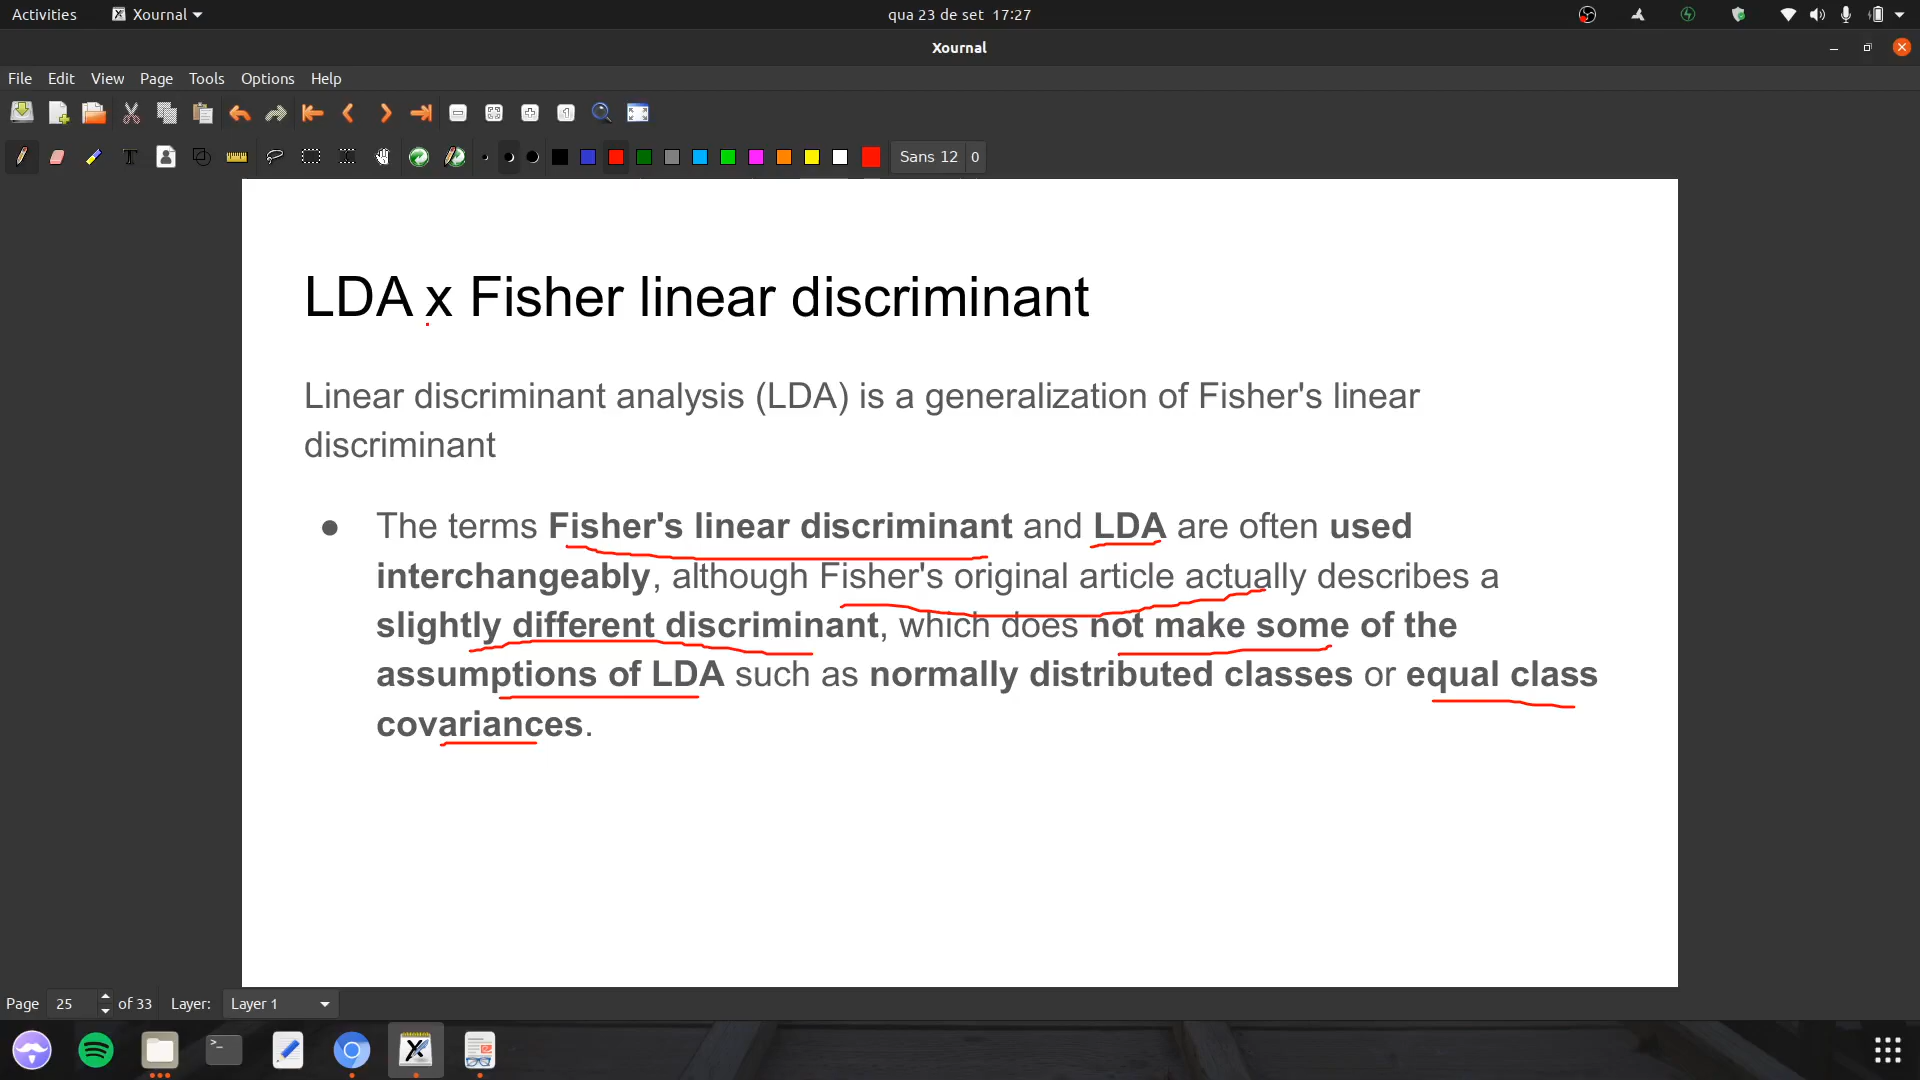 Activities Xournal qua 23 de set 17:27
Xournal
File Edit View Page Tools Options Help
Sans 12 0
LDA x Fisher linear discriminant
Linear discriminant analysis (LDA) is a generalization of Fisher's linear
discriminant
● The terms Fisher's linear discriminant and LDA are often used
interchangeably, although Fisher's original article actually describes a
slightly different discriminant, which does not make some of the
assumptions of LDA such as normally distributed classes or equal class
covariances.
Page 25 of 33 Layer: Layer 1